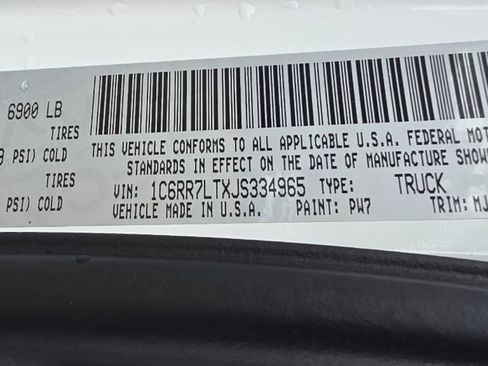 6900 LB
TIRES
PSI) COLD
TIRES
PSI) COLD
THIS VEHICLE CONFORMS TO ALL APPLICABLE U.S.A. FEDERAL MOTOR
STANDARDS IN EFFECT ON THE DATE OF MANUFACTURE SHOW
VIN: 1C6RR7LTXJS334965 TYPE: TRUCK
VEHICLE MADE IN U.S.A. PAINT: PW7 TRIM: MJ